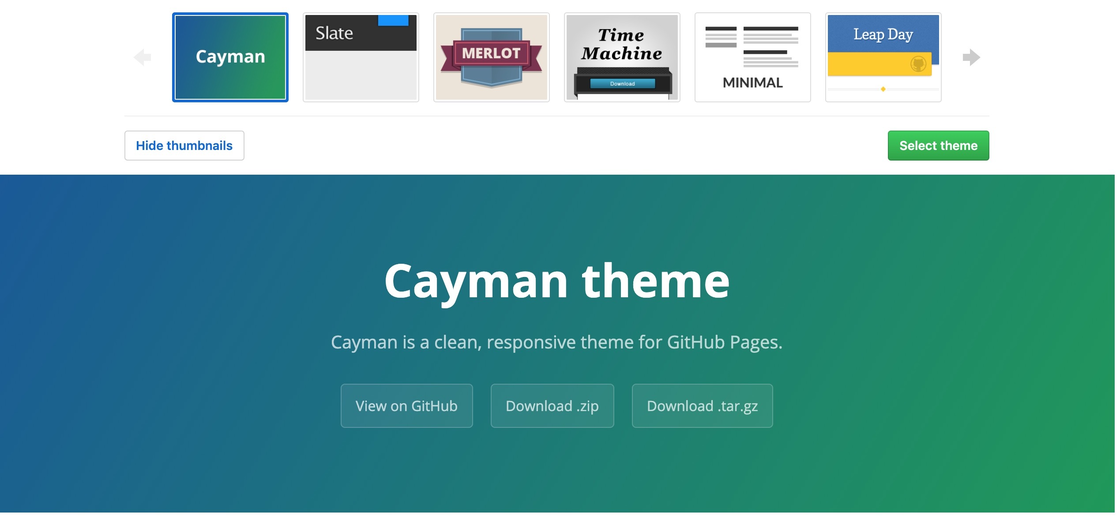 Cayman
Slate
MERLOT
Time
Machine
Download
MINIMAL
Leap Day
Hide thumbnails
Select theme
Cayman theme
Cayman is a clean, responsive theme for GitHub Pages.
View on GitHub
Download .zip
Download .tar.gz